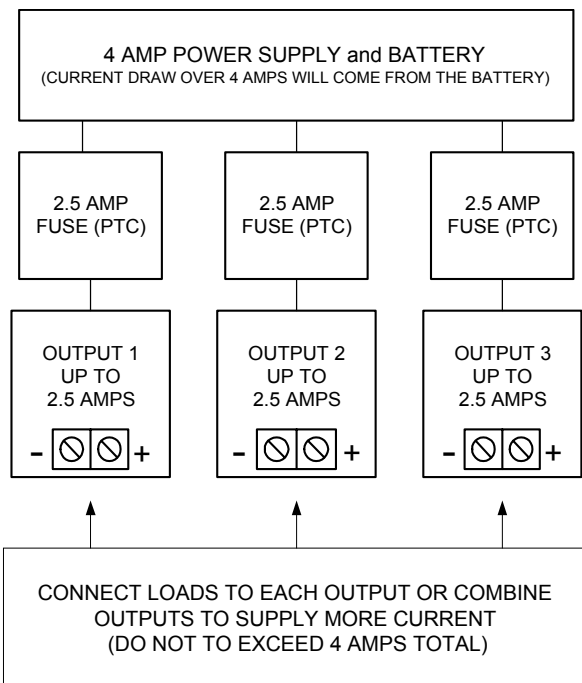 4 AMP POWER SUPPLY and BATTERY
(CURRENT DRAW OVER 4 AMPS WILL COME FROM THE BATTERY)
2.5 AMP
FUSE (PTC)
2.5 AMP
FUSE (PTC)
2.5 AMP
FUSE (PTC)
OUTPUT 1
UP TO
2.5 AMPS
- +
OUTPUT 2
UP TO
2.5 AMPS
- +
OUTPUT 3
UP TO
2.5 AMPS
- +
CONNECT LOADS TO EACH OUTPUT OR COMBINE
OUTPUTS TO SUPPLY MORE CURRENT
(DO NOT TO EXCEED 4 AMPS TOTAL)